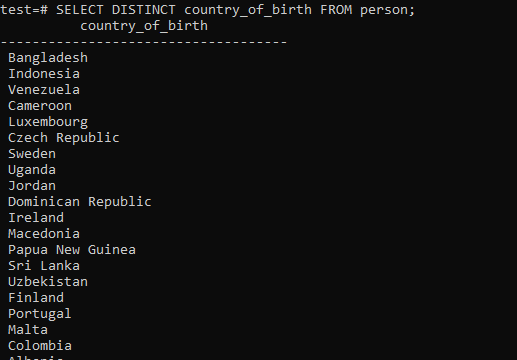 test=# SELECT DISTINCT country_of_birth FROM person;
country_of_birth
------------------------------------
Bangladesh
Indonesia
Venezuela
Cameroon
Luxembourg
Czech Republic
Sweden
Uganda
Jordan
Dominican Republic
Ireland
Macedonia
Papua New Guinea
Sri Lanka
Uzbekistan
Finland
Portugal
Malta
Colombia